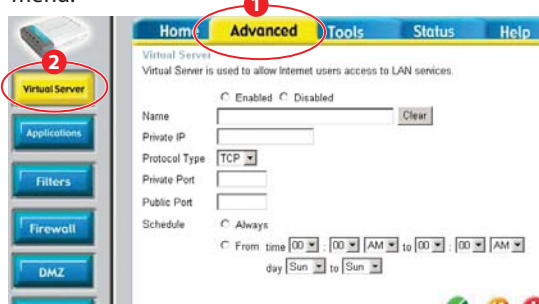 menu.
1
Home Advanced Tools Status Help
2
Virtual Server
Virtual Server is used to allow Internet users access to LAN services.
Virtual Server
Enabled Disabled
Name Clear
Applications
Private IP
Protocol Type TCP
Filters
Private Port
Public Port
Firewall
Schedule Always
From time 00 : 00 AM to 00 : 00 AM
day Sun to Sun
DMZ